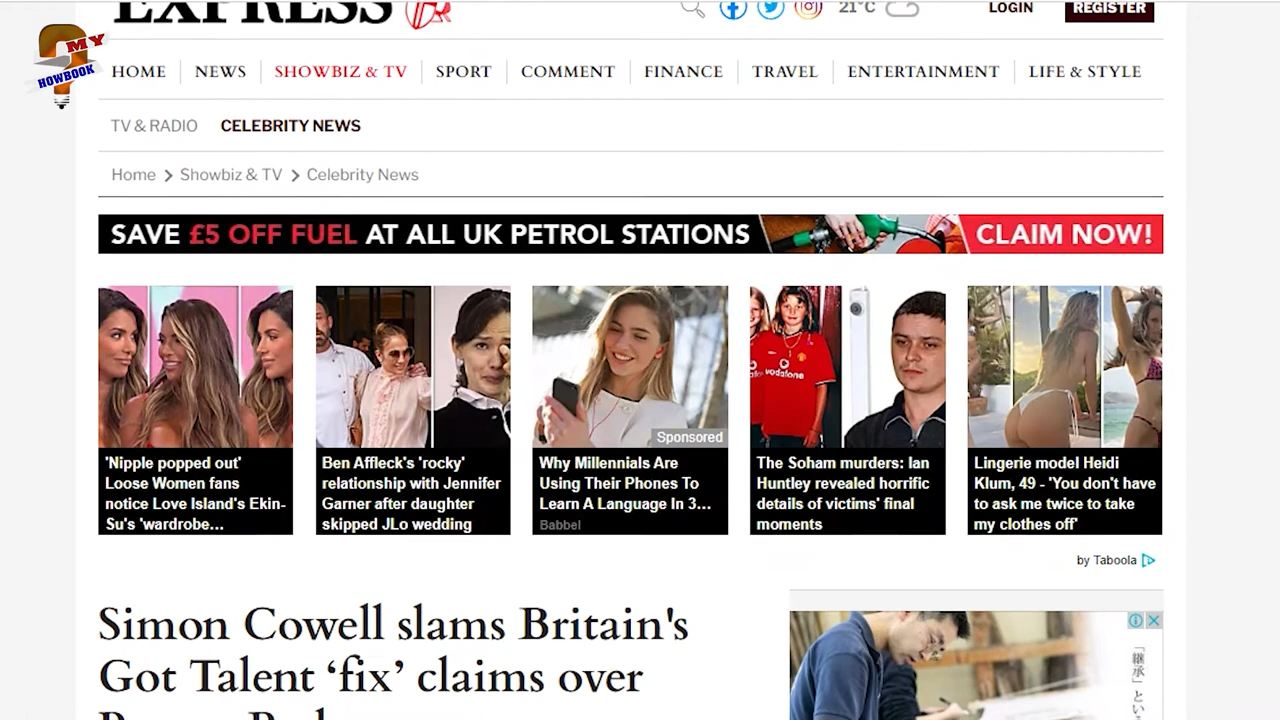 EXPRESS
21°C
LOGIN
REGISTER
MY
HOWBOOK
HOME
NEWS
SHOWBIZ & TV
SPORT
COMMENT
FINANCE
TRAVEL
ENTERTAINMENT
LIFE & STYLE
TV & RADIO
CELEBRITY NEWS
Home
Showbiz & TV
Celebrity News
SAVE £5 OFF FUEL AT ALL UK PETROL STATIONS
CLAIM NOW!
'Nipple popped out'
Loose Women fans
notice Love Island's Ekin-
Su's 'wardrobe...
Ben Affleck's 'rocky'
relationship with Jennifer
Garner after daughter
skipped JLo wedding
Sponsored
Why Millennials Are
Using Their Phones To
Learn A Language In 3...
Babbel
vodafone
The Soham murders: Ian
Huntley revealed horrific
details of victims' final
moments
Lingerie model Heidi
Klum, 49 - 'You don't have
to ask me twice to take
my clothes off'
by Taboola
Simon Cowell slams Britain's
Got Talent ‘fix’ claims over
「継承」とい